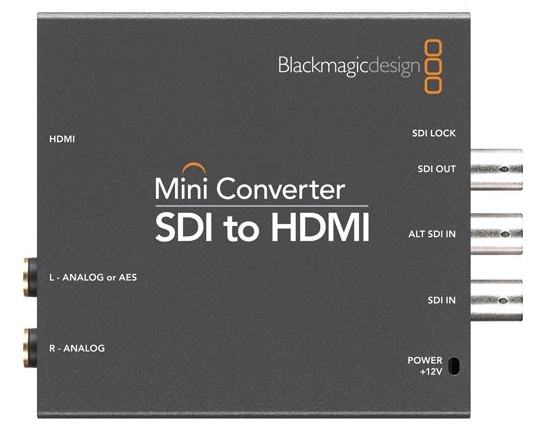 Blackmagicdesign
HDMI
SDI LOCK
SDI OUT
Mini Converter
SDI to HDMI
ALT SDI IN
L - ANALOG or AES
SDI IN
R - ANALOG
POWER
+12V